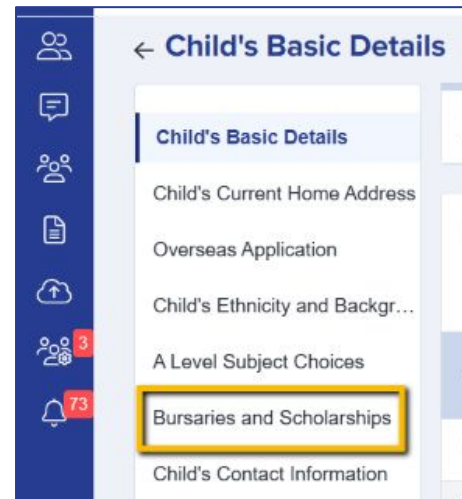 ← Child's Basic Details
Child's Basic Details
Child's Current Home Address
Overseas Application
Child's Ethnicity and Backgr...
A Level Subject Choices
3
73
Bursaries and Scholarships
Child's Contact Information